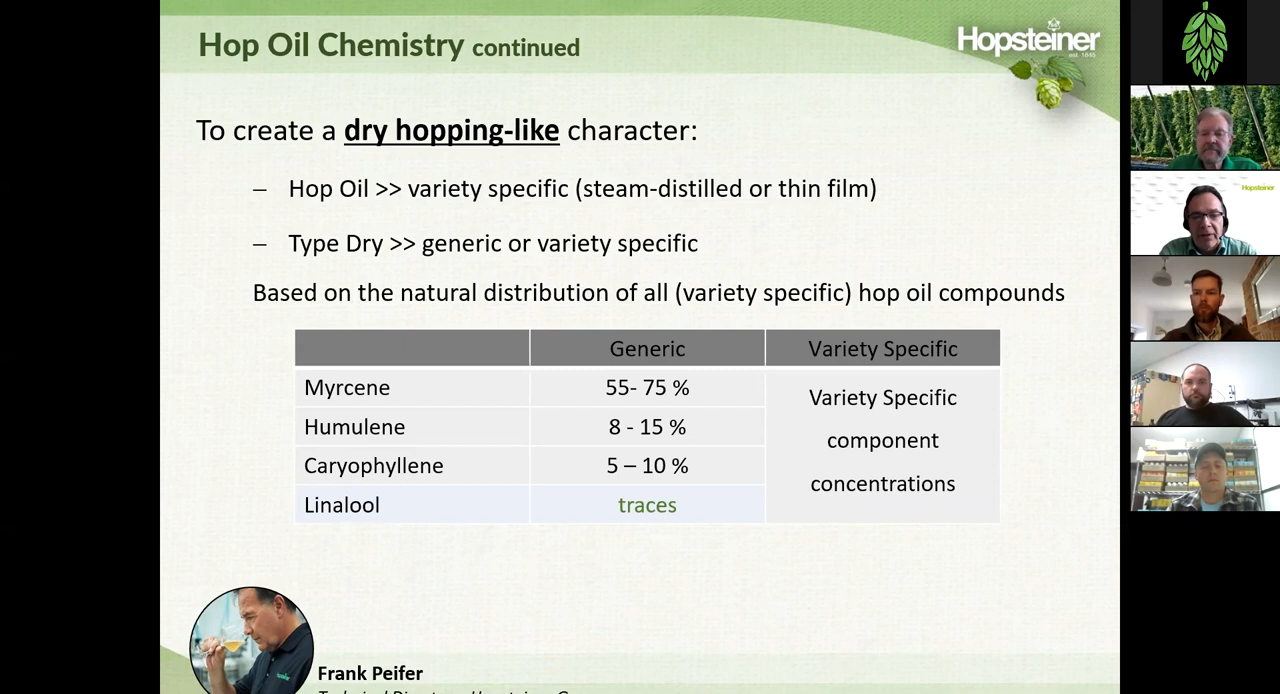 Hop Oil Chemistry continued
Hopsteiner
est. 1845
To create a dry hopping-like character:
– Hop Oil >> variety specific (steam-distilled or thin film)
– Type Dry >> generic or variety specific
Based on the natural distribution of all (variety specific) hop oil compounds
Generic Variety Specific
Myrcene 55- 75 %
Humulene 8 - 15 %
Caryophyllene 5 – 10 %
Linalool traces
Variety Specific
component
concentrations
Frank Peifer
Hopsteiner